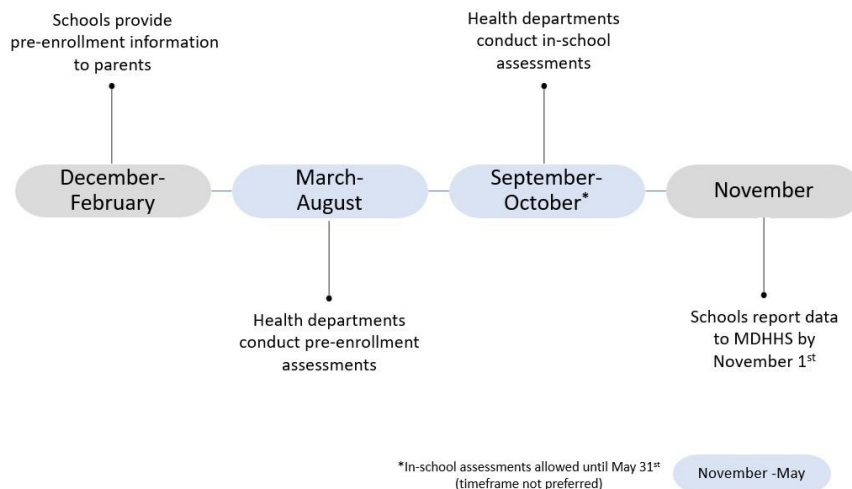 Schools provide
pre-enrollment information
to parents
Health departments
conduct in-school
assessments
December-
February
March-
August
September-
October*
November
Health departments
conduct pre-enrollment
assessments
Schools report data
to MDHHS by
November 1st
*In-school assessments allowed until May 31st
(timeframe not preferred)
November -May